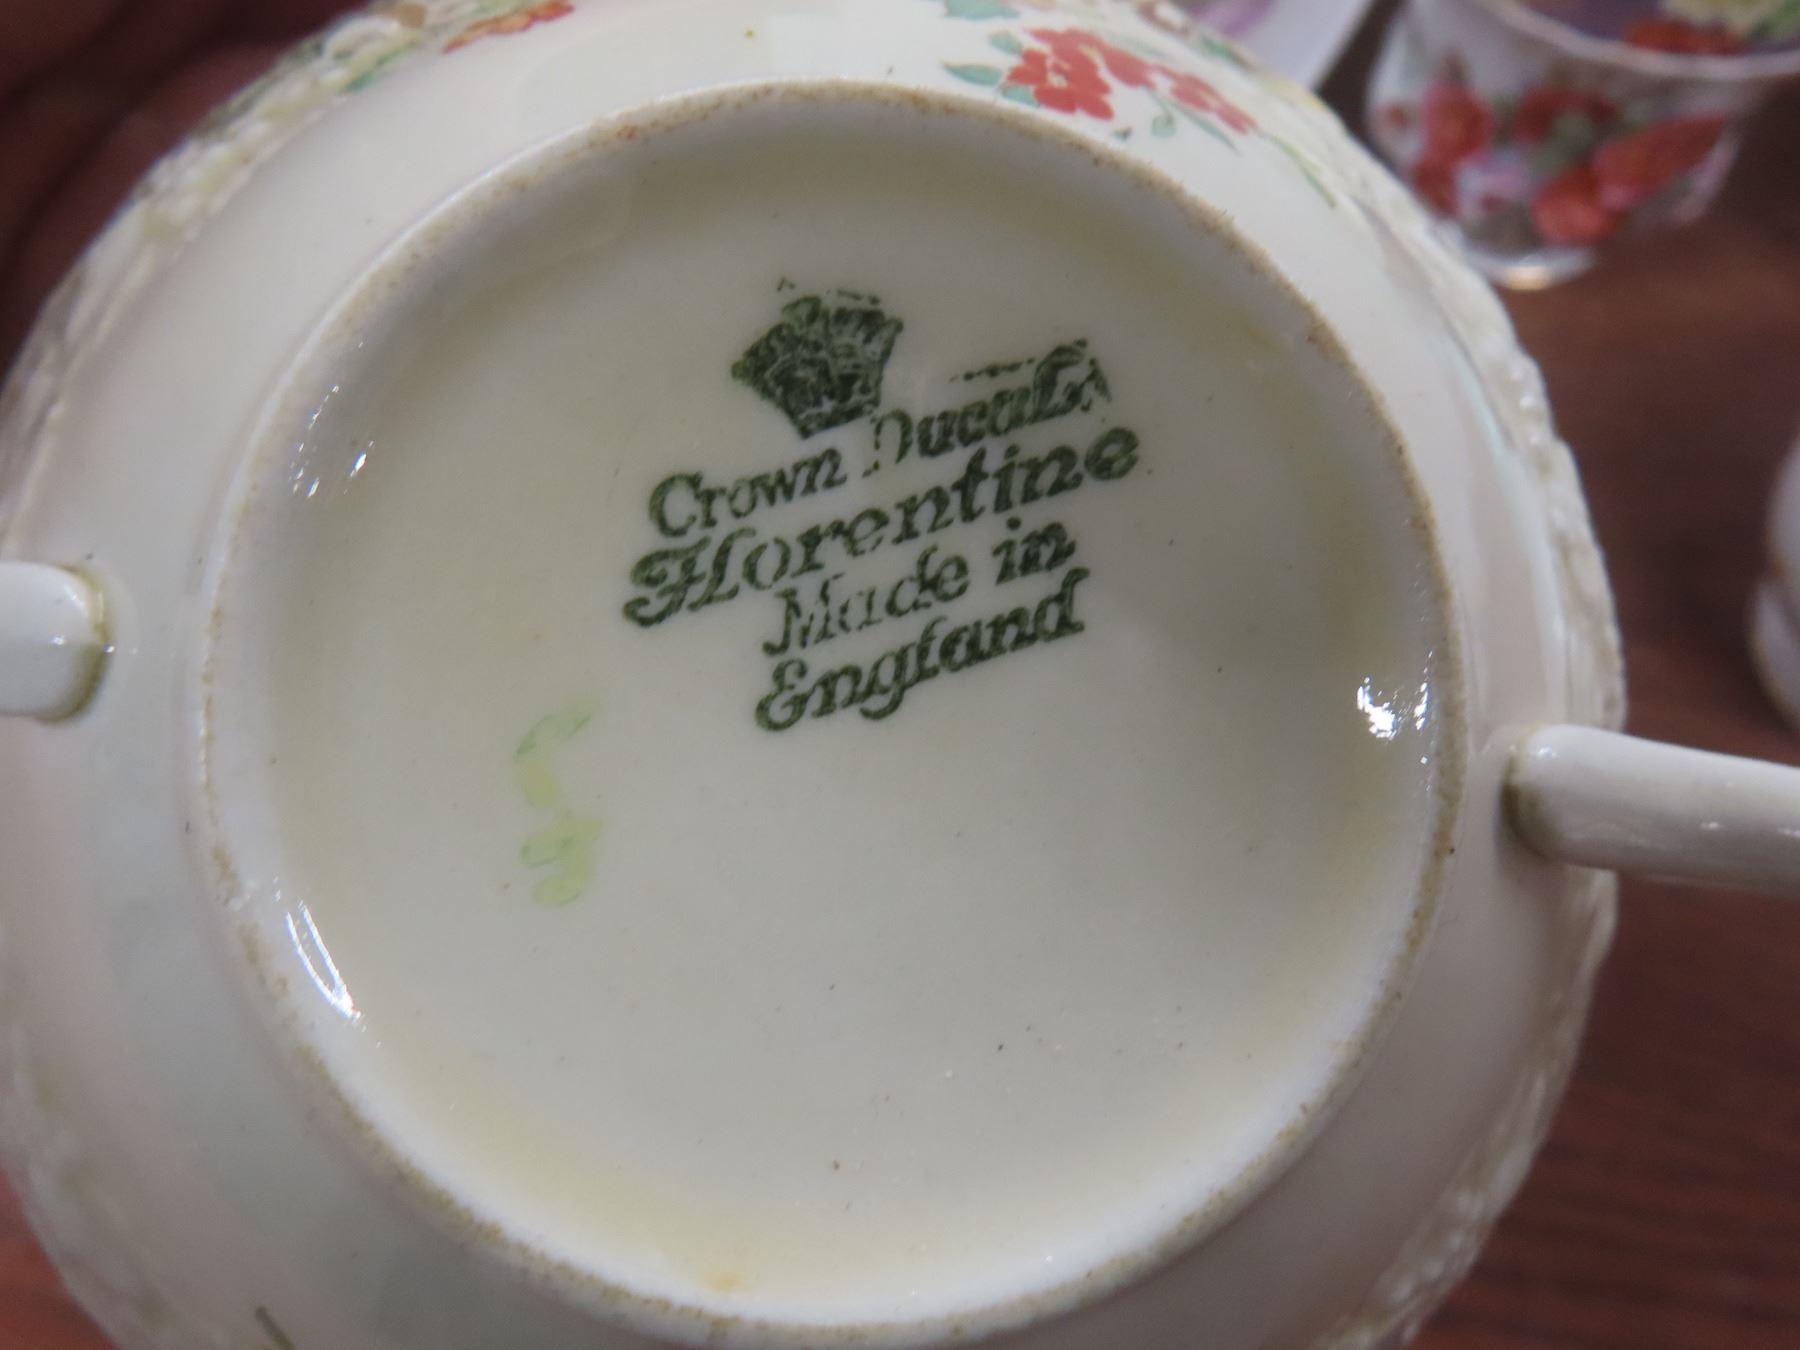 Crown Ducal
Florentine
Made in
England